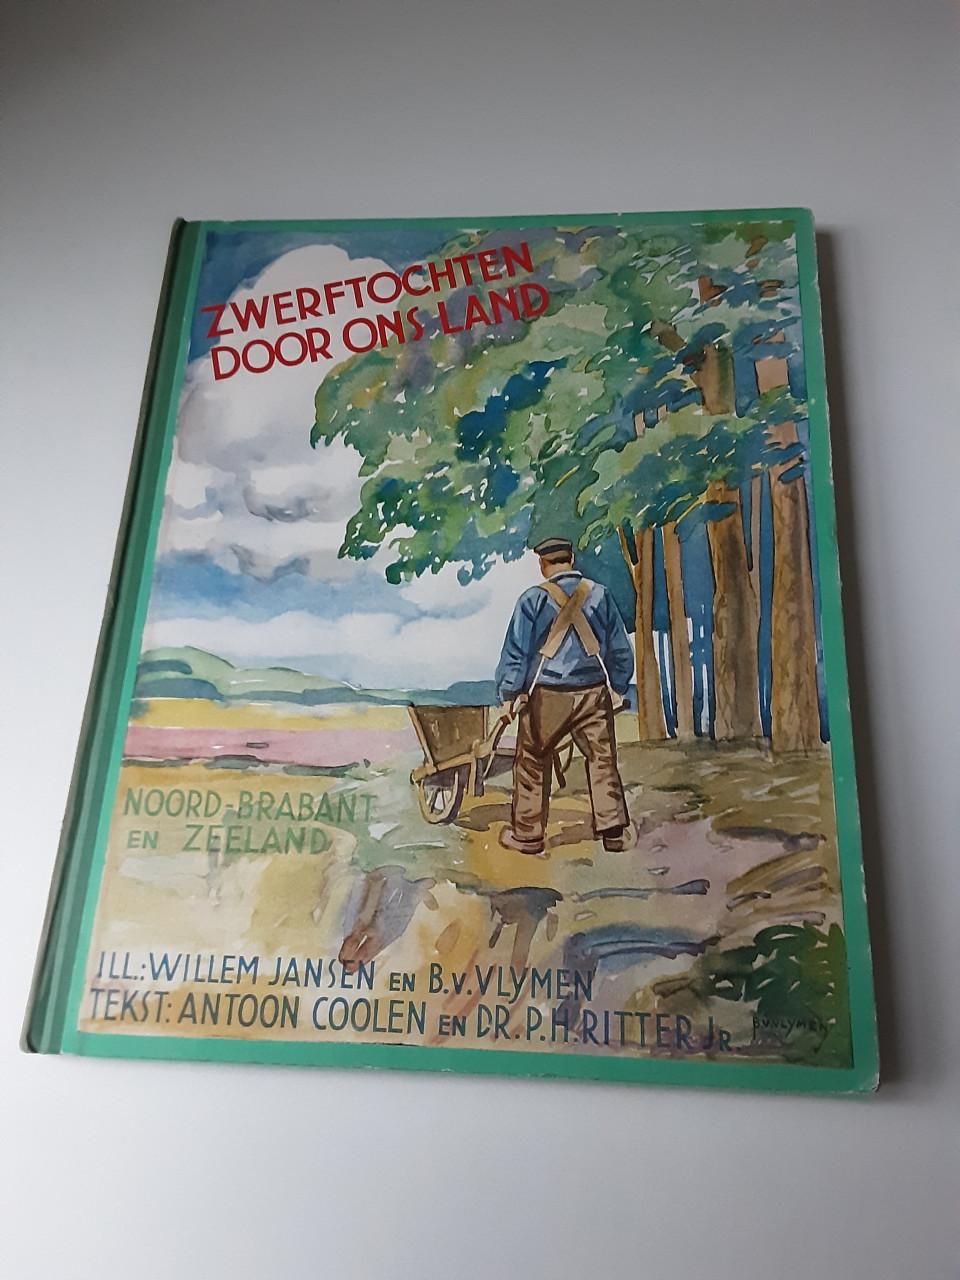 ZWERFTOCHTEN
DOOR ONS LAND
NOORD-BRABANT
EN ZEELAND
ILL.: WILLEM JANSEN EN B.V. VLYMEN
TEKST: ANTOON COOLEN EN DR. P.H. RITTER JR.
B.V.VLYMEN